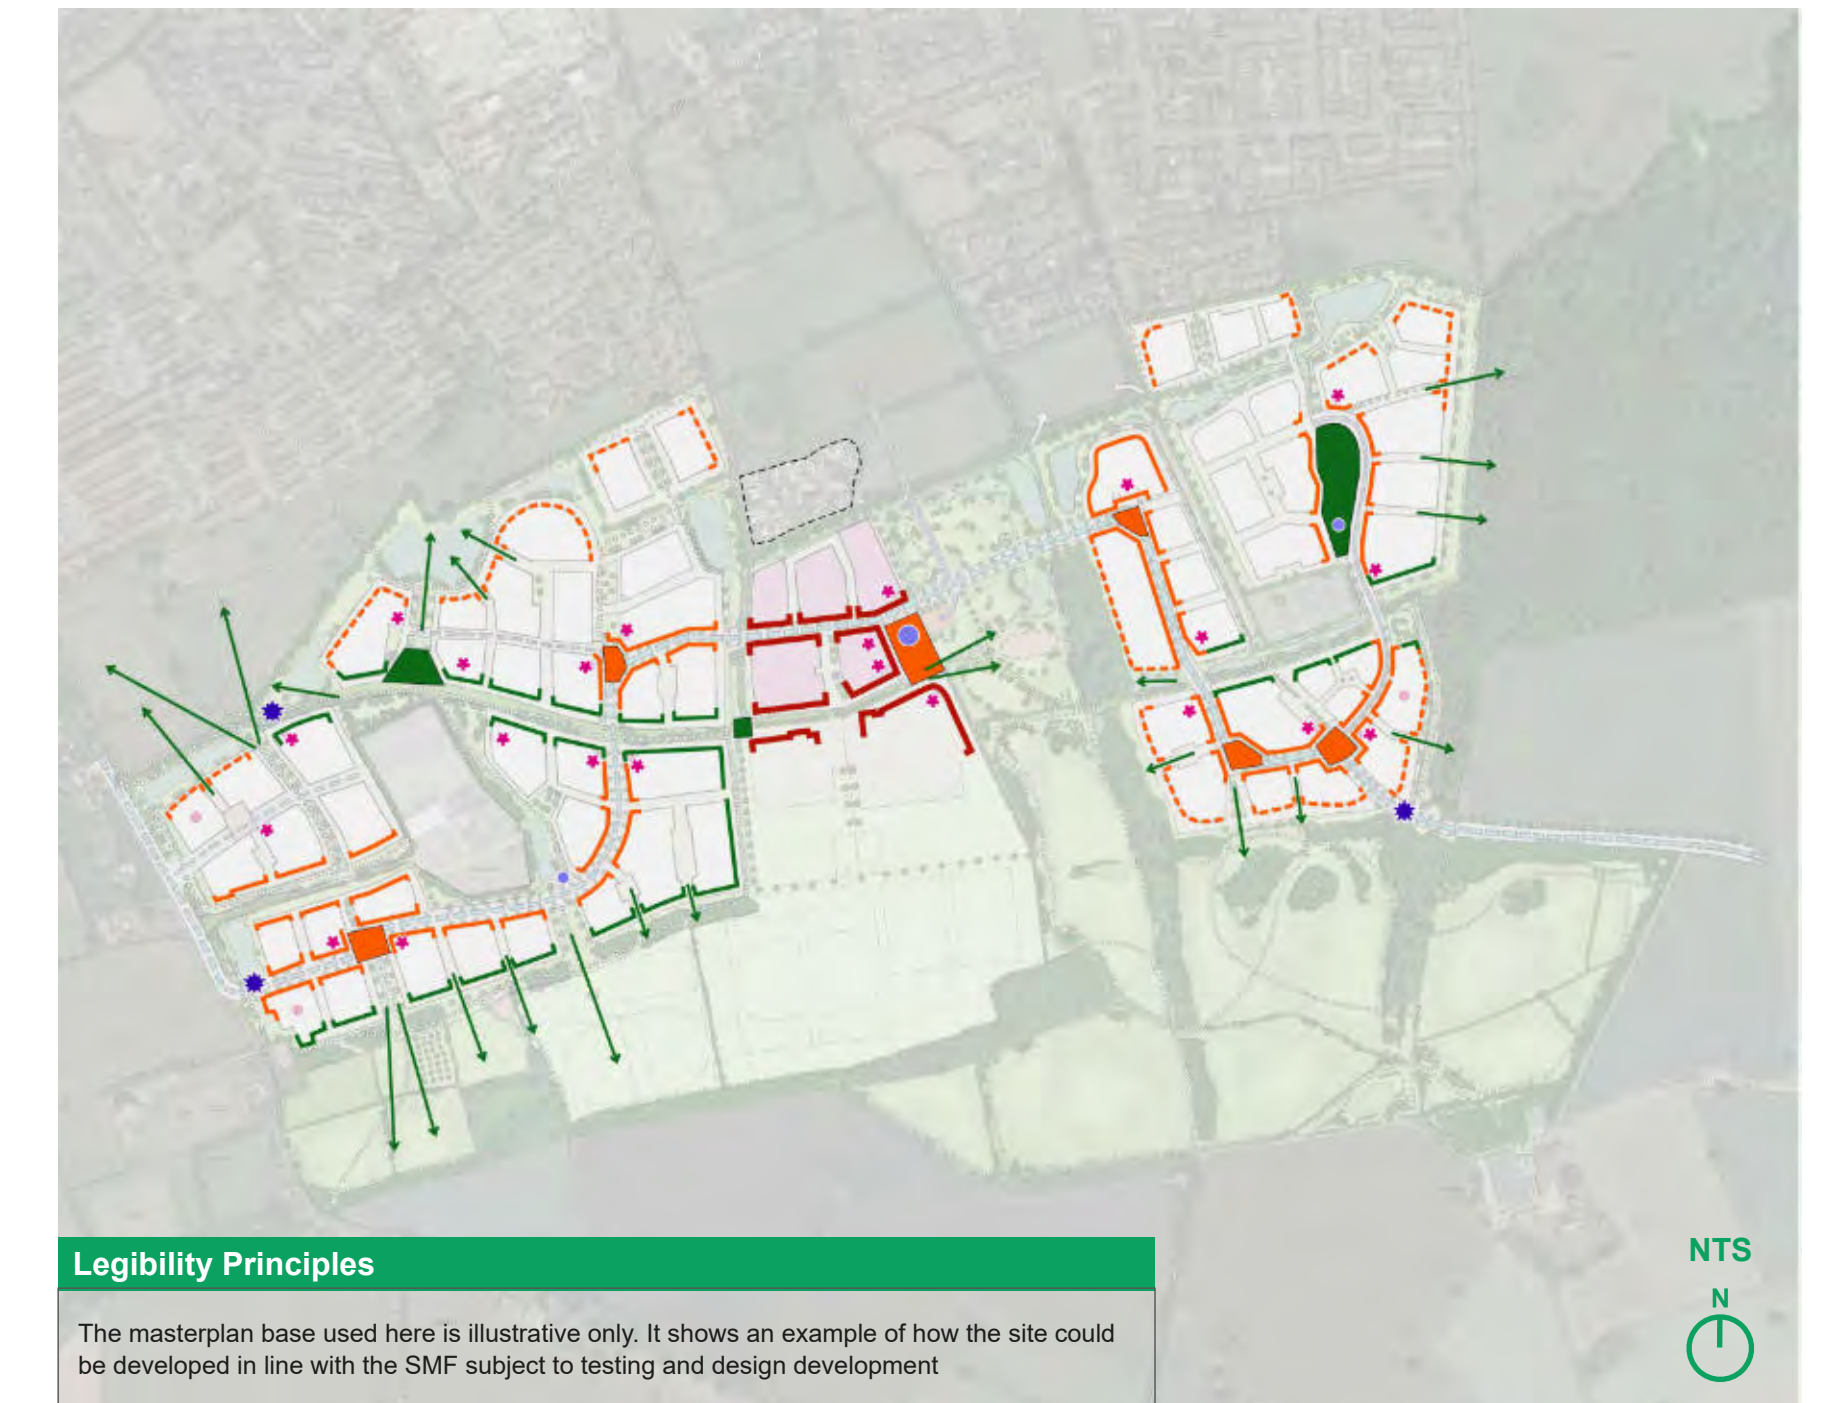 Legibility Principles
The masterplan base used here is illustrative only. It shows an example of how the site could
be developed in line with the SMF subject to testing and design development
NTS
N